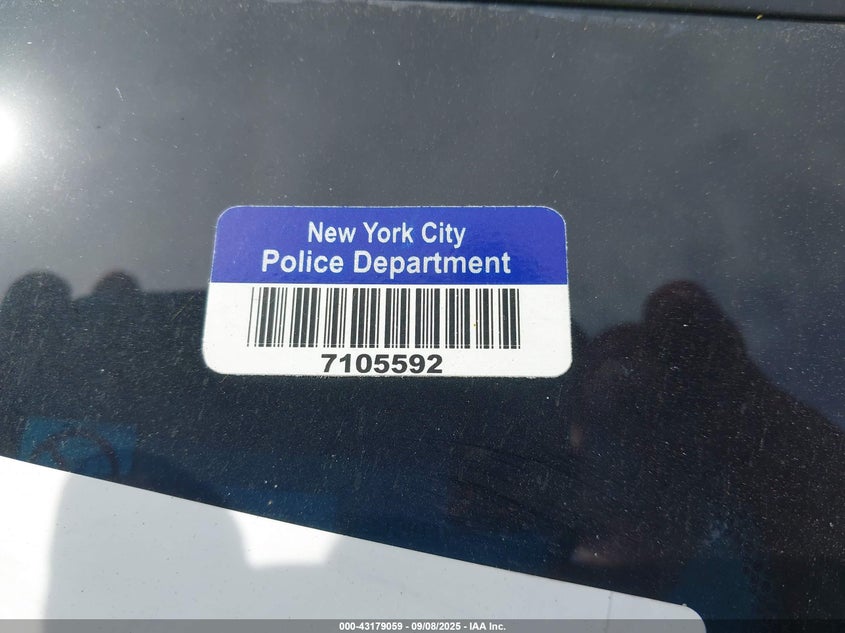 New York City
Police Department
7105592
000-43179059 - 09/08/2025 - IAA Inc.